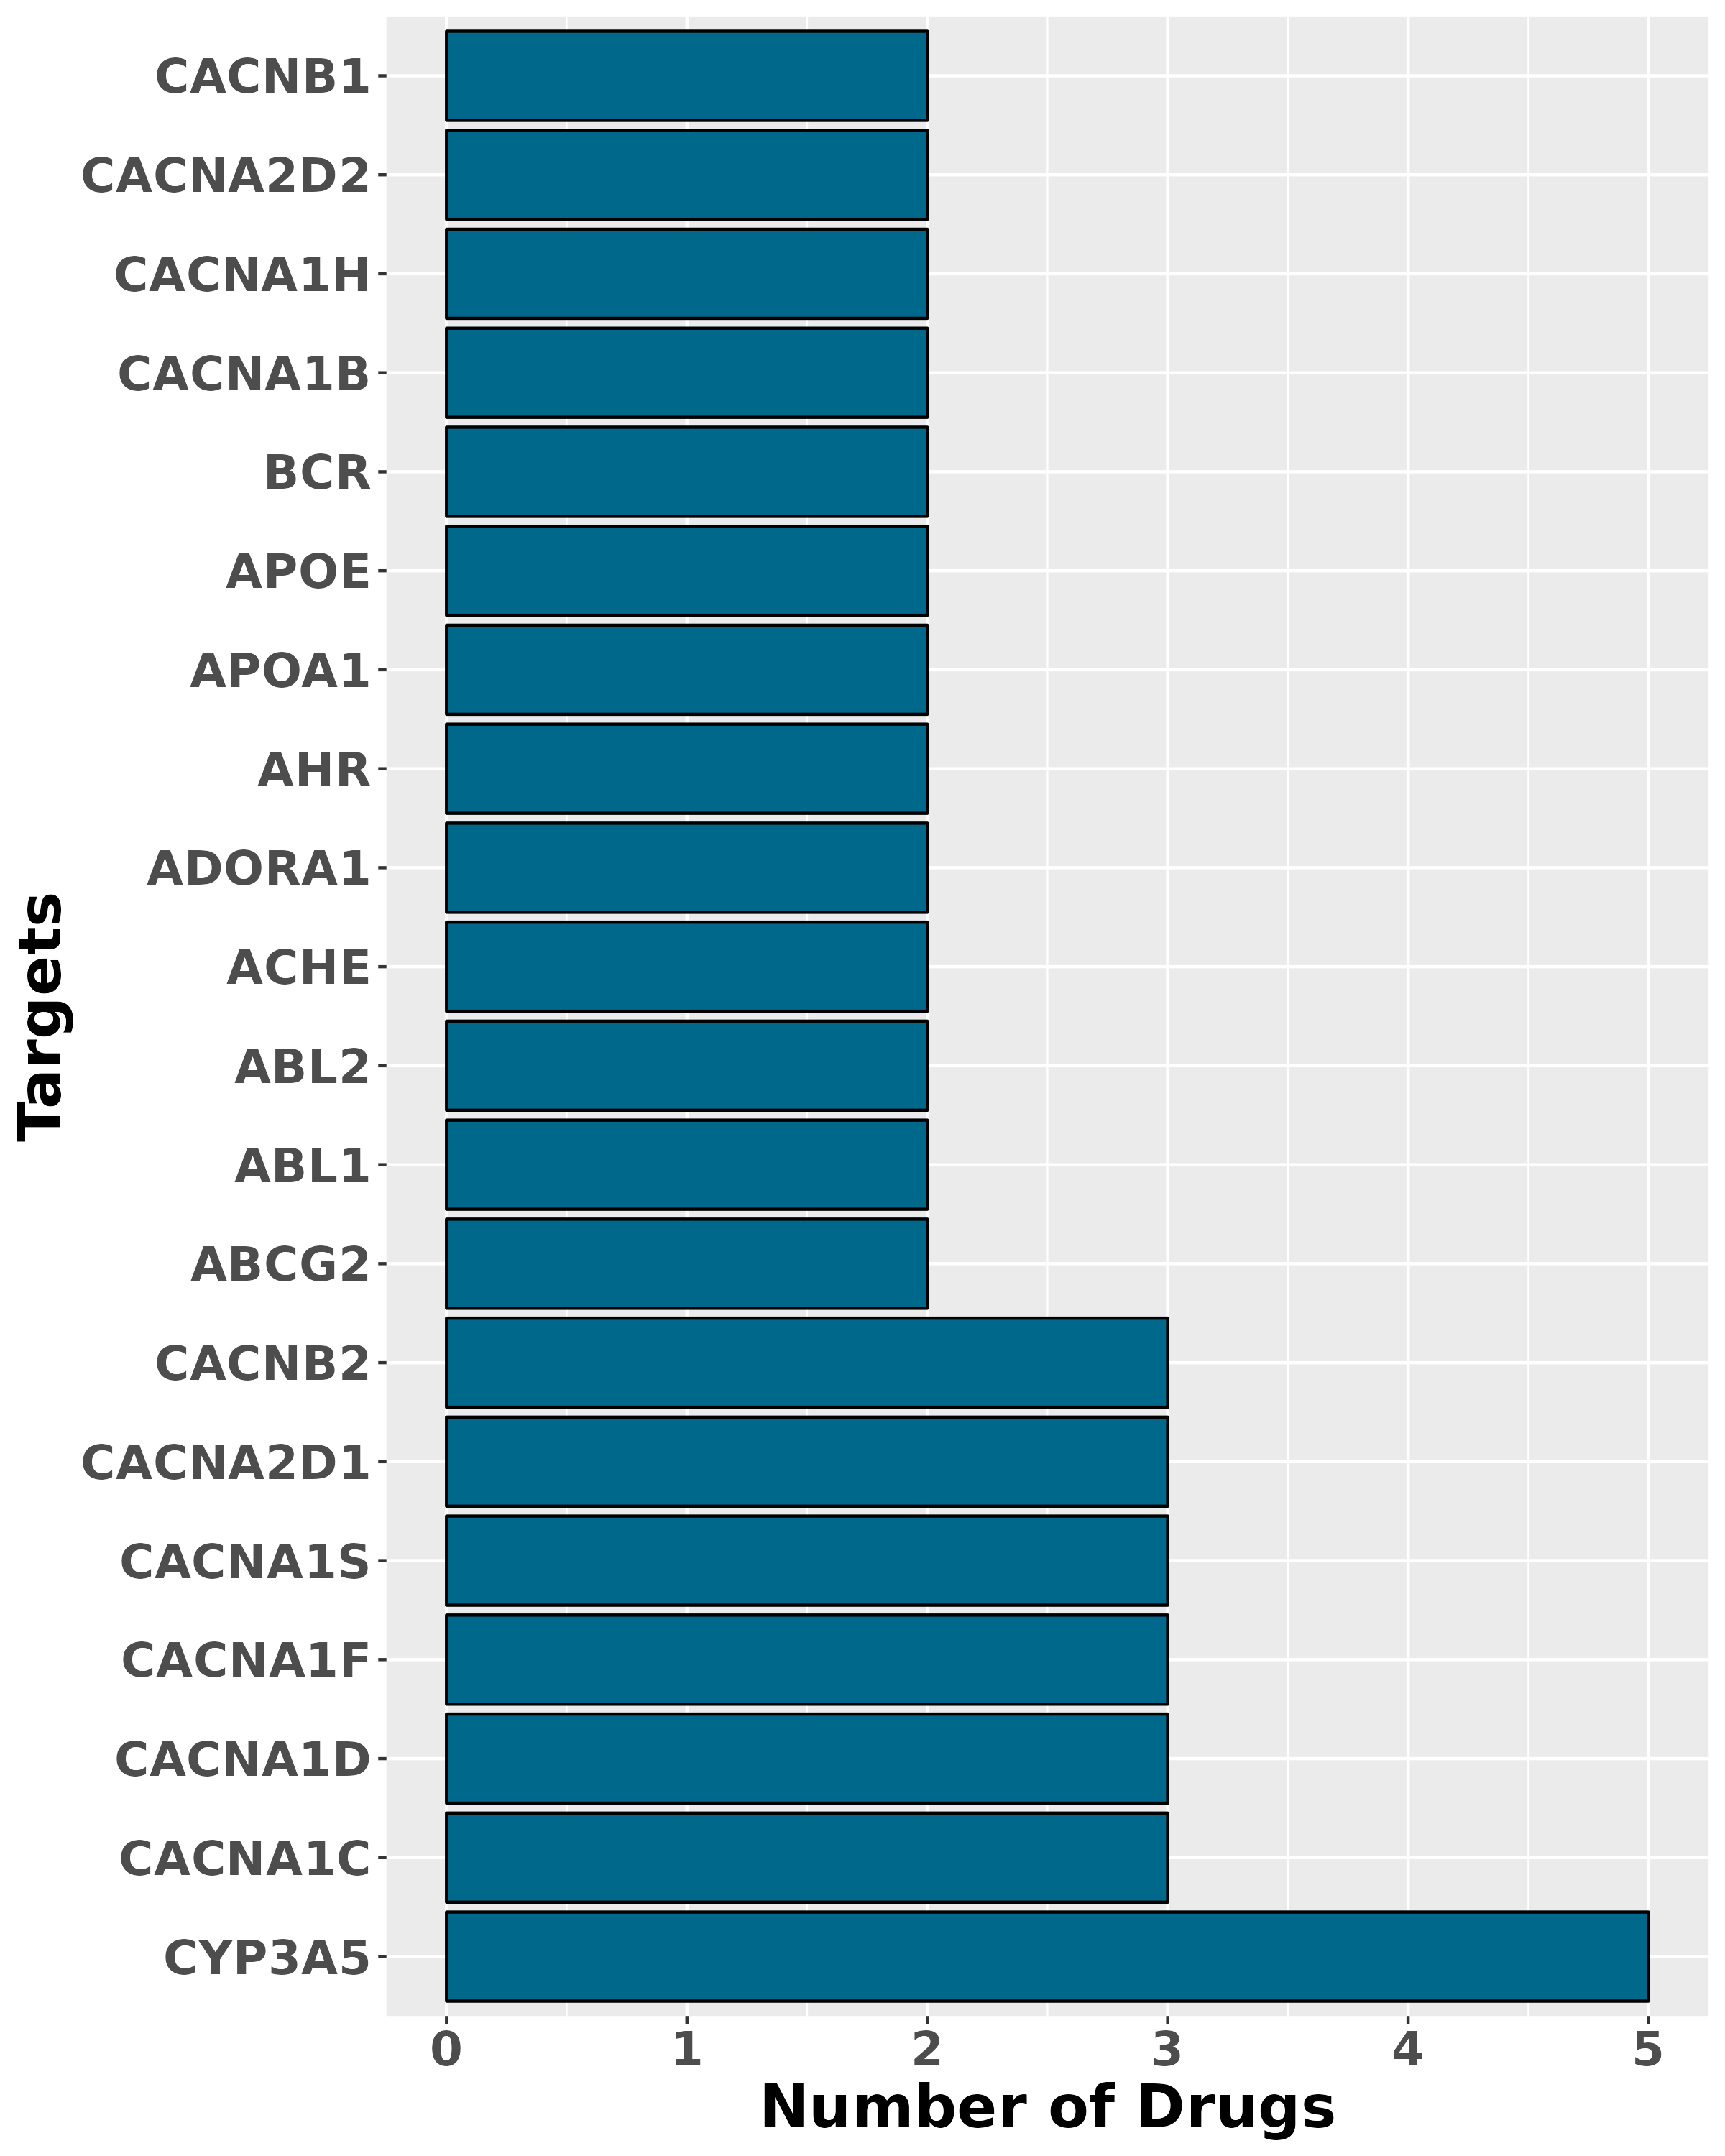 CACNB1
CACNA2D2
CACNA1H
CACNA1B
BCR
APOE
APOA1
AHR
ADORA1
ACHE
ABL2
ABL1
ABCG2
CACNB2
CACNA2D1
CACNA1S
CACNA1F
CACNA1D
CACNA1C
CYP3A5
Targets
0 1 2 3 4 5
Number of Drugs